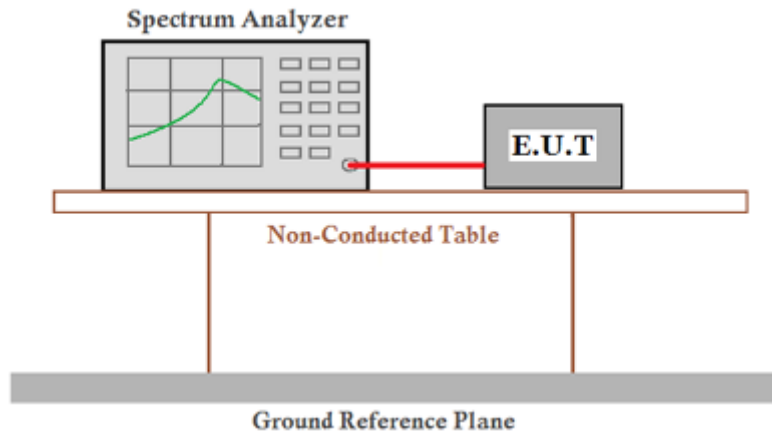 Spectrum Analyzer
E.U.T
Non-Conducted Table
Ground Reference Plane